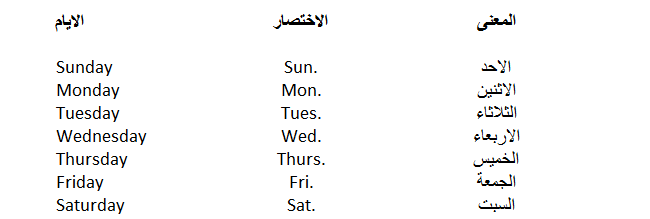 الايام الاختصار المعنى
Sunday Sun. الاحد
Monday Mon. الاثنين
Tuesday Tues. الثلاثاء
Wednesday Wed. الاربعاء
Thursday Thurs. الخميس
Friday Fri. الجمعة
Saturday Sat. السبت